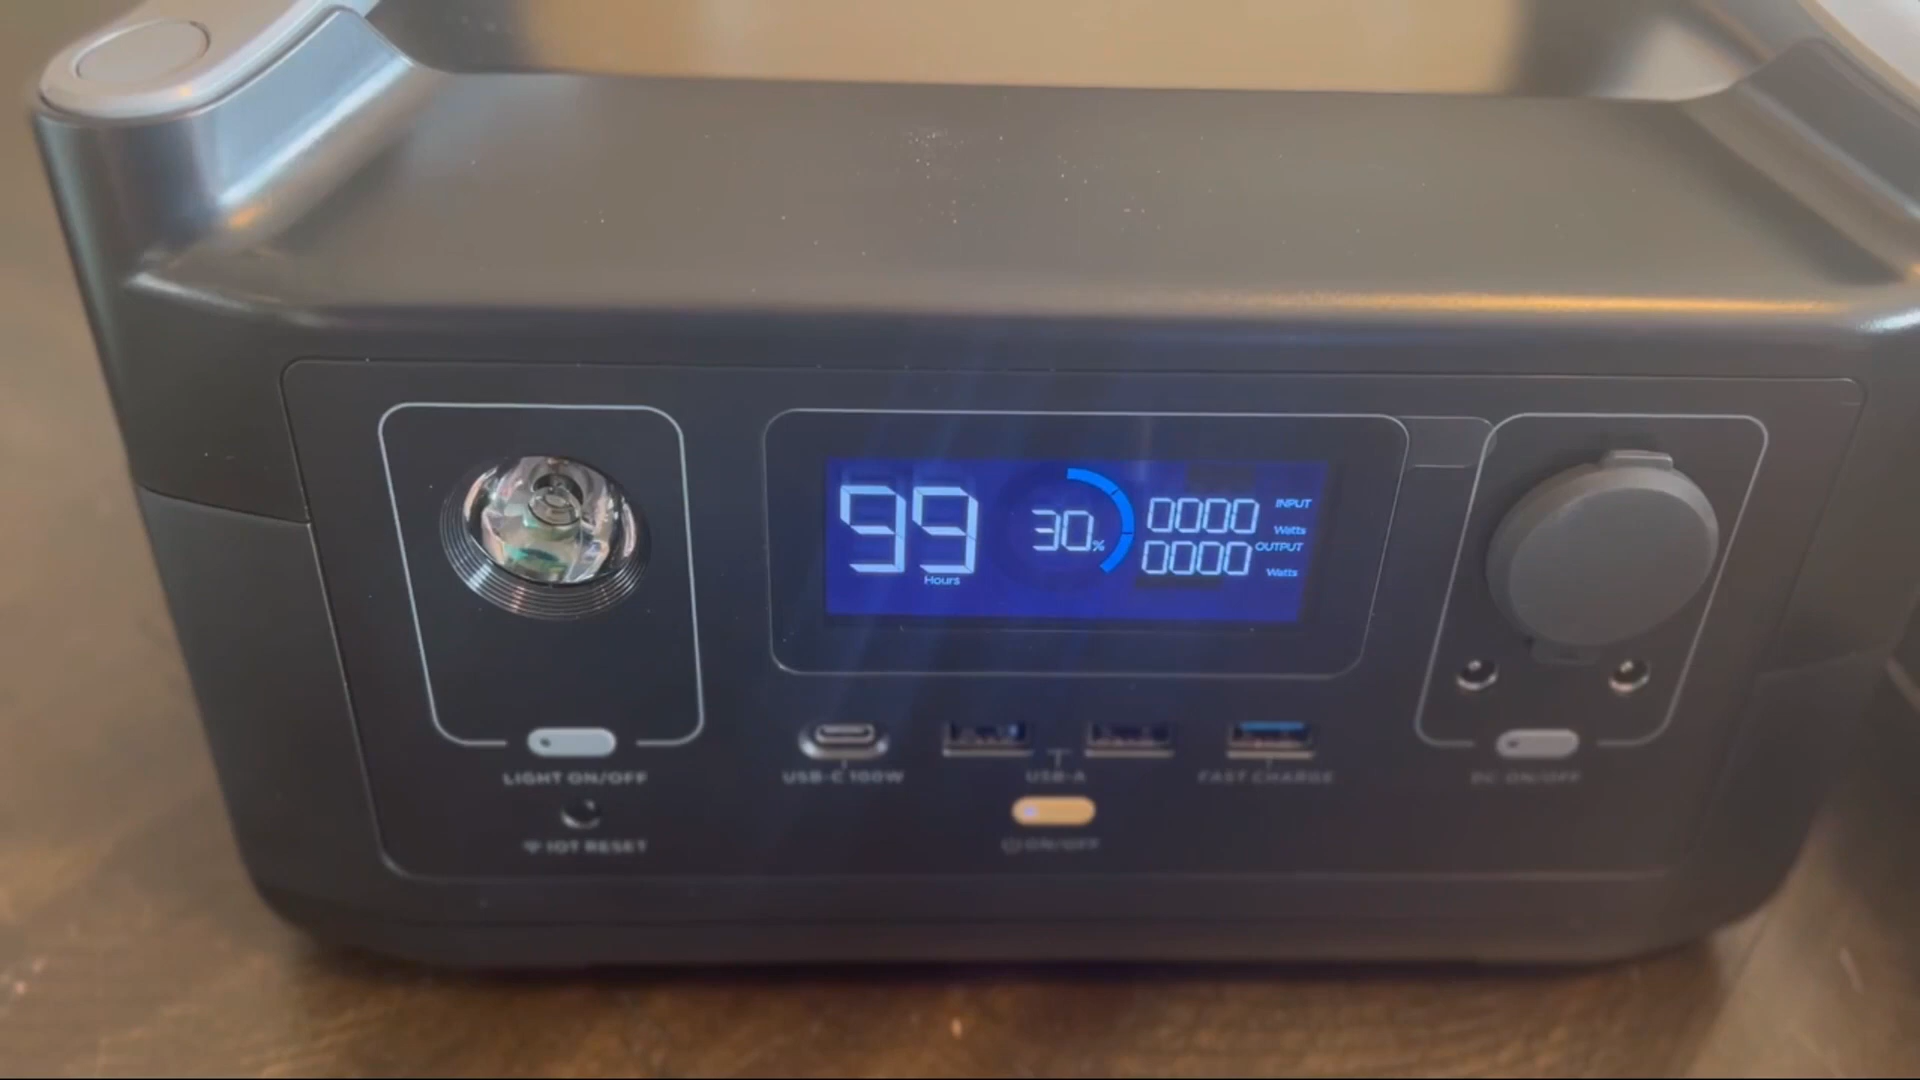 99
Hours
30%
0000 INPUT
Watts
0000 OUTPUT
Watts
LIGHT ON/OFF
USB-C 100W
USB-A
FAST CHARGE
DC ON/OFF
IOT RESET
ON/OFF